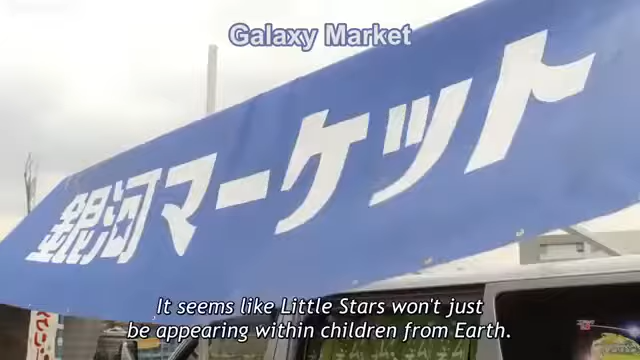 Galaxy Market
銀河マーケット
It seems like Little Stars won't just
be appearing within children from Earth.